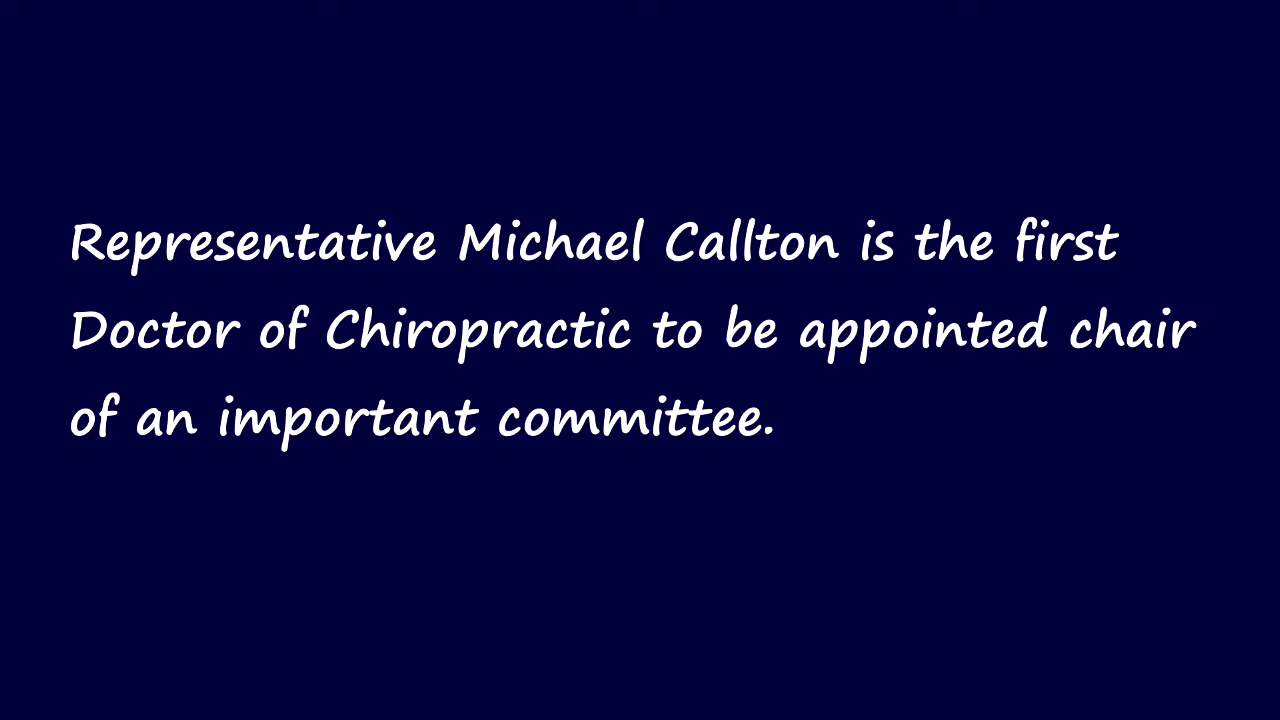 Representative Michael Callton is the first
Doctor of Chiropractic to be appointed chair
of an important committee.